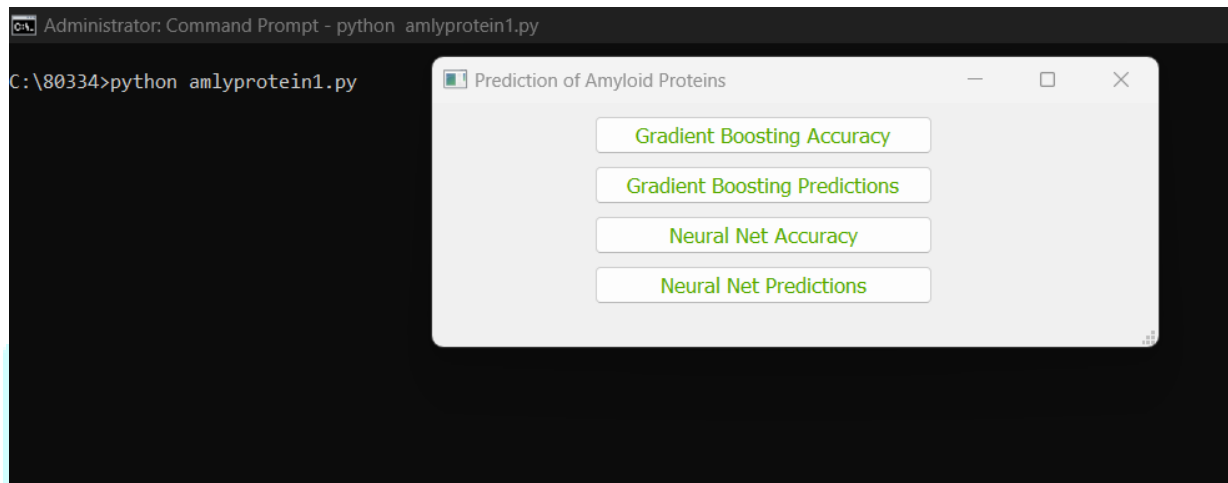 Administrator: Command Prompt - python  amlyprotein1.py
C:\80334>python amlyprotein1.py
Prediction of Amyloid Proteins
Gradient Boosting Accuracy
Gradient Boosting Predictions
Neural Net Accuracy
Neural Net Predictions